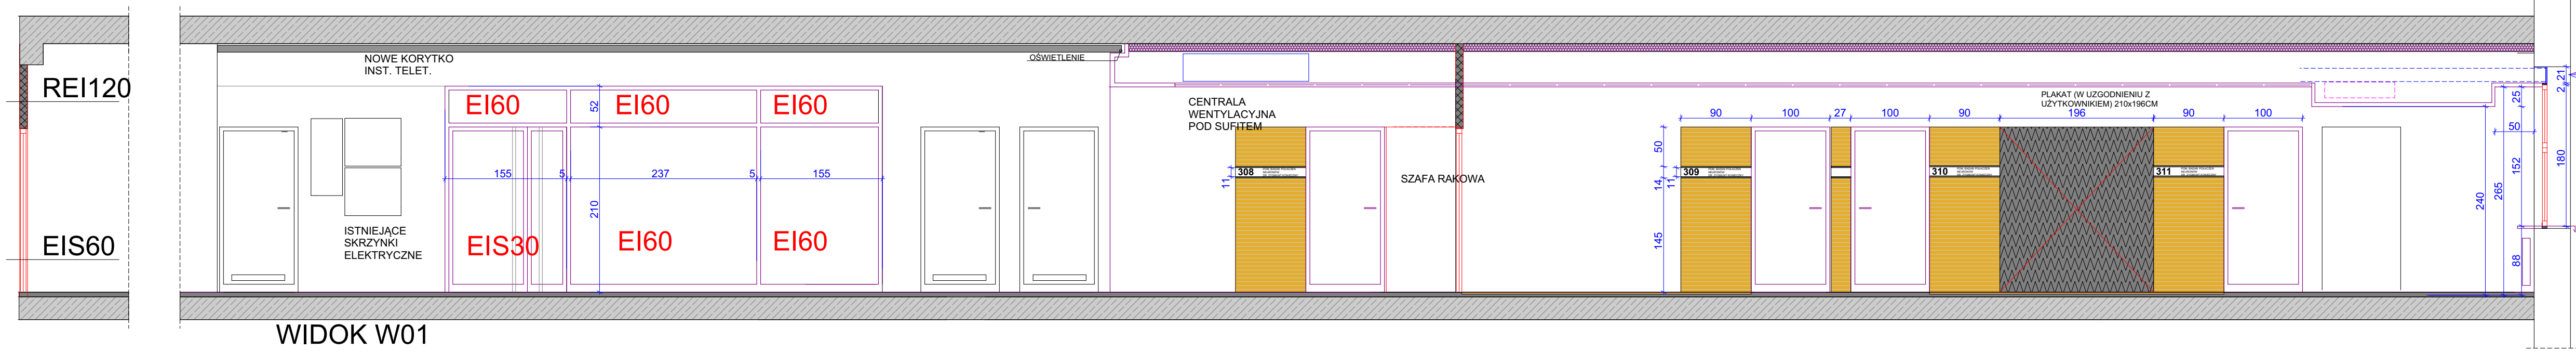 REI120
EIS60
NOWE KORYTKO
INST. TELET.
ISTNIEJĄCE
SKRZYNKI
ELEKTRYCZNE
EI60
EI60
EI60
52
155
5
237
5
155
210
EIS30
EI60
EI60
OŚWIETLENIE
CENTRALA
WENTYLACYJNA
POD SUFITEM
11
308
SZAFA RAKOWA
90
100
27
100
90
196
90
100
PLAKAT (W UZGODNIENIU Z
UŻYTKOWNIKIEM) 210x196CM
50
14
11
145
309
310
311
240
265
50
25
152
88
21
2
180
WIDOK W01